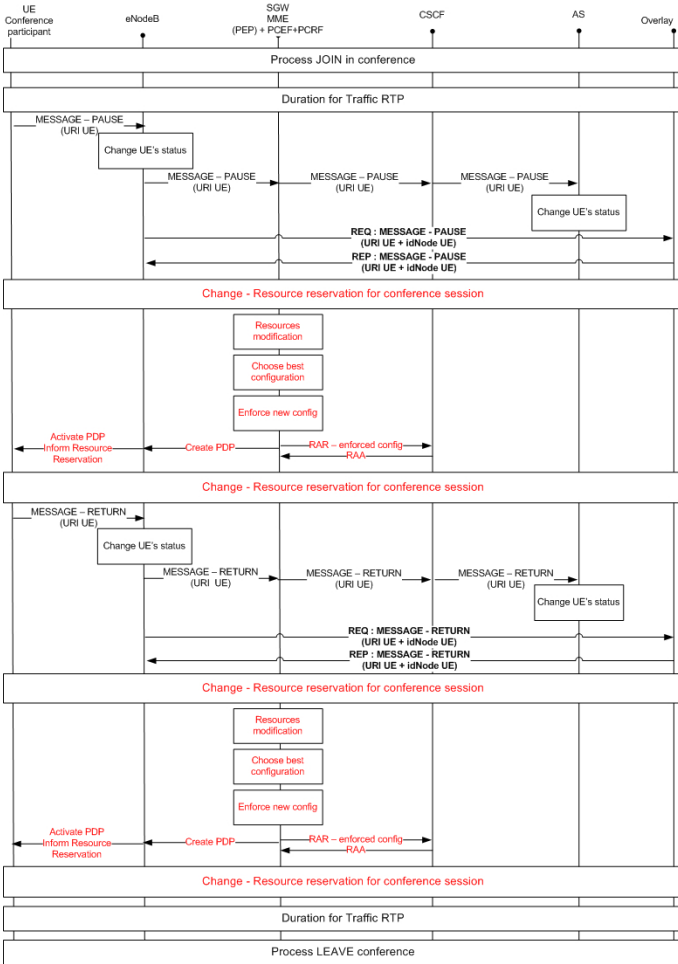 UE
Conference
participant
eNodeB
SGW
MME
(PEP) + PCEF+PCRF
CSCF
AS
Overlay
Process JOIN in conference
Duration for Traffic RTP
MESSAGE – PAUSE
(URI UE)
Change UE's status
MESSAGE – PAUSE
(URI UE)
MESSAGE – PAUSE
(URI UE)
MESSAGE – PAUSE
(URI UE)
Change UE's status
REQ : MESSAGE - PAUSE
(URI UE + idNode UE)
REP : MESSAGE - PAUSE
(URI UE + idNode UE)
Change - Resource reservation for conference session
Resources
modification
Choose best
configuration
Enforce new config
Activate PDP
Inform Resource
Reservation
Create PDP
RAR – enforced config
RAA
Change - Resource reservation for conference session
MESSAGE – RETURN
(URI UE)
Change UE's status
MESSAGE – RETURN
(URI UE)
MESSAGE – RETURN
(URI UE)
MESSAGE – RETURN
(URI UE)
Change UE's status
REQ : MESSAGE - RETURN
(URI UE + idNode UE)
REP : MESSAGE - RETURN
(URI UE + idNode UE)
Change - Resource reservation for conference session
Resources
modification
Choose best
configuration
Enforce new config
Activate PDP
Inform Resource
Reservation
Create PDP
RAR – enforced config
RAA
Change - Resource reservation for conference session
Duration for Traffic RTP
Process LEAVE conference